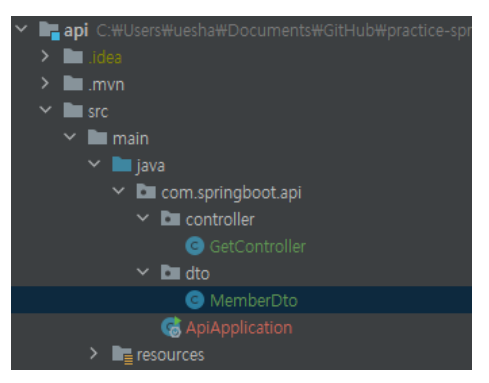 api C:₩Users₩uesha₩Documents₩GitHub₩practice-spr
.idea
.mvn
src
main
java
com.springboot.api
controller
GetController
dto
MemberDto
ApiApplication
resources